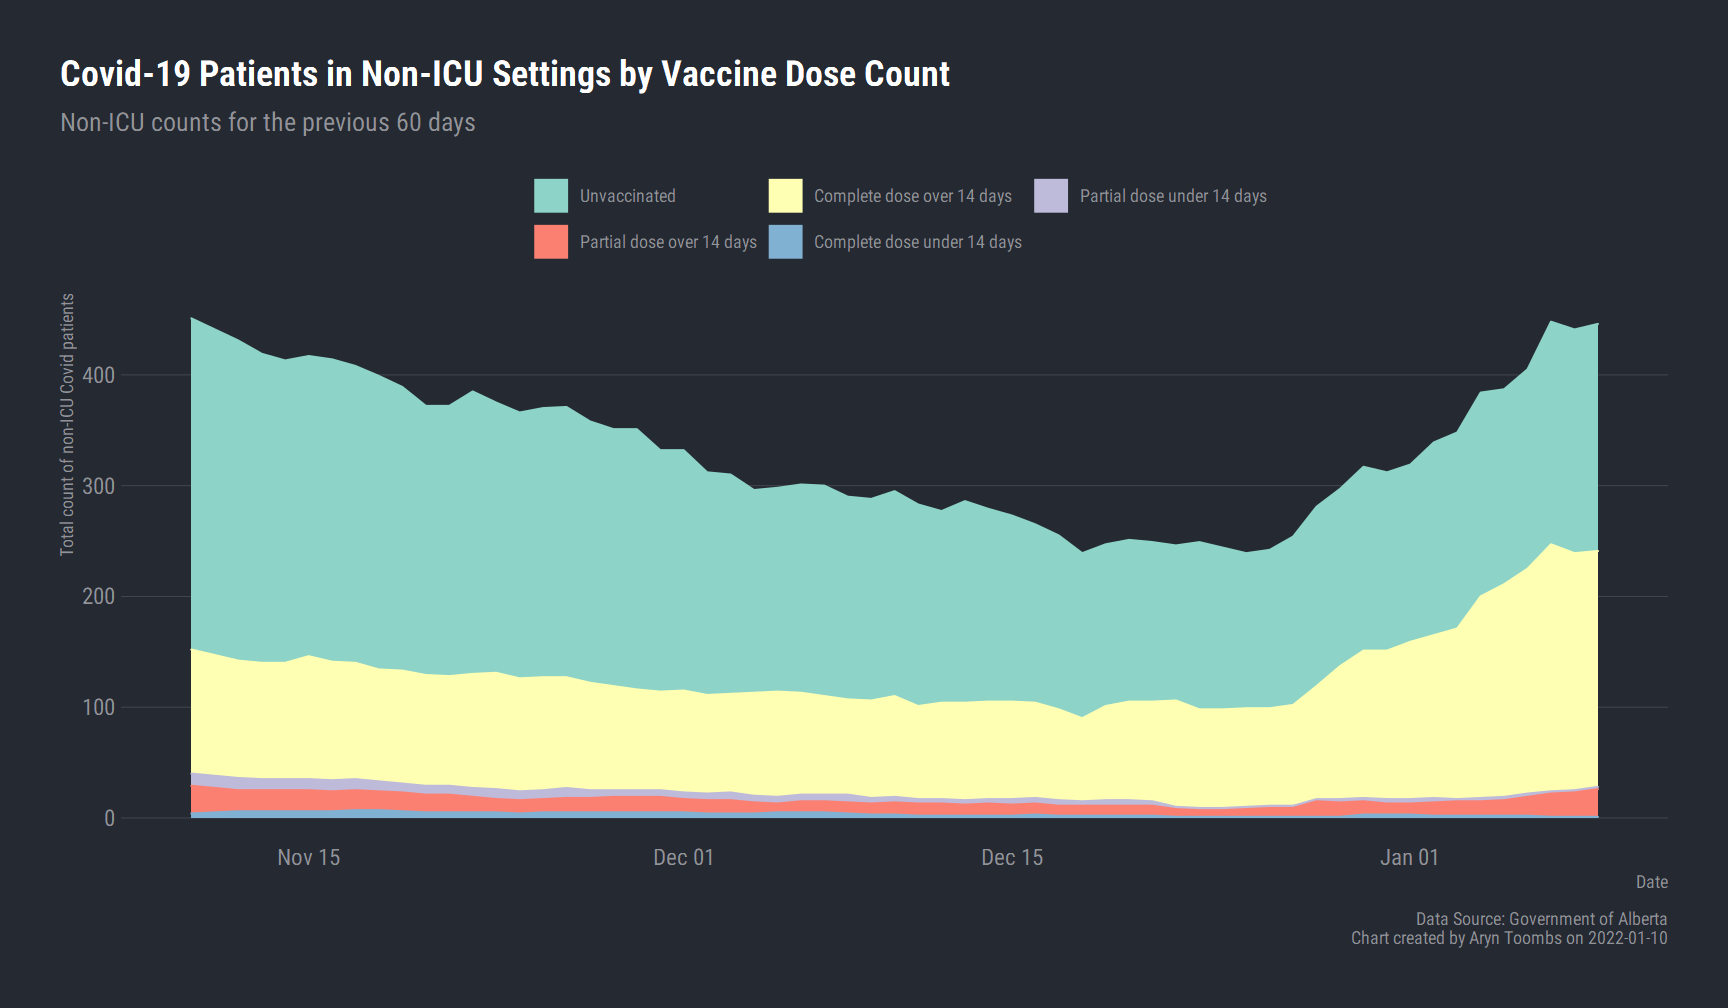 Covid-19 Patients in Non-ICU Settings by Vaccine Dose Count
Non-ICU counts for the previous 60 days
Unvaccinated
Complete dose over 14 days
Partial dose under 14 days
Partial dose over 14 days
Complete dose under 14 days
Total count of non-ICU Covid patients
400
300
200
100
0
Nov 15
Dec 01
Dec 15
Jan 01
Date
Data Source: Government of Alberta
Chart created by Aryn Toombs on 2022-01-10